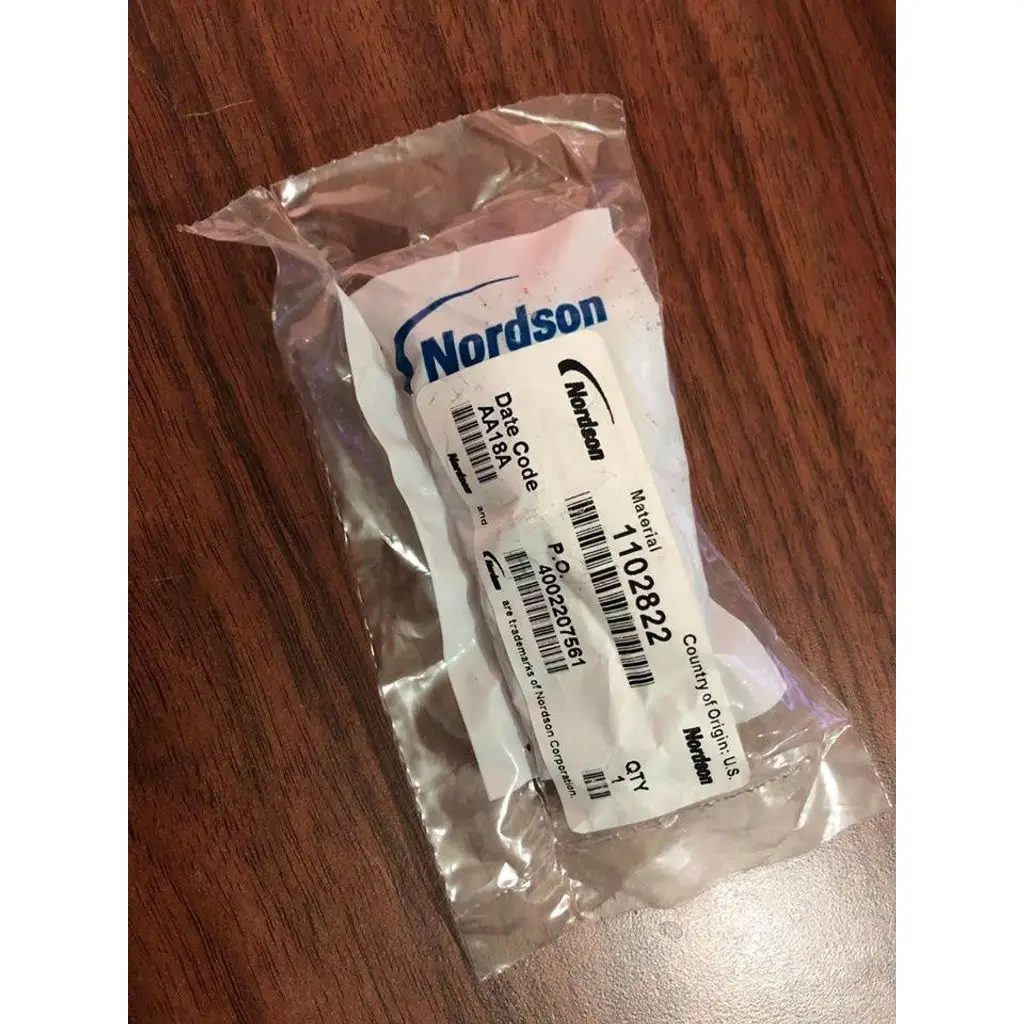 Nordson
Nordson
Material
1102822
Country of Origin: U.S.
Nordson
Date Code
AA18A
P.O.
4002207561
QTY
1
Nordson and Nordson are trademarks of Nordson Corporation.